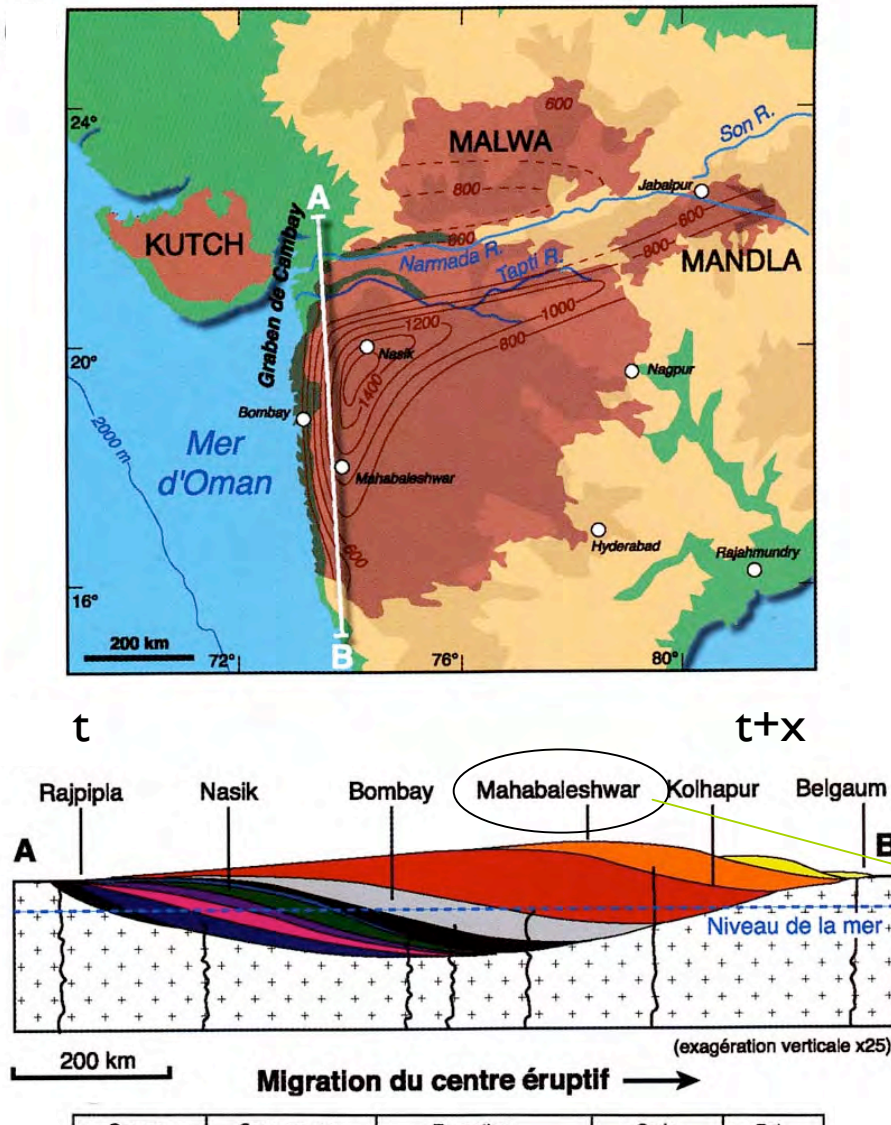 24°
600
MALWA
Son R.
A
800
Jabalpur
KUTCH
600
800
Narmada R.
Tapti R.
MANDLA
Graben de Cambay
1200
1000
800
20°
Nasik
1400
Nagpur
Bombay
2000 m
Mer
d'Oman
Mahabaleshwar
Hyderabad
Rajahmundry
600
16°
200 km
72°
B
76°
80°
t
t+x
Rajpipla
Nasik
Bombay
Mahabaleshwar
Kolhapur
Belgaum
A
B
Niveau de la mer
200 km
(exagération verticale x25)
Migration du centre éruptif